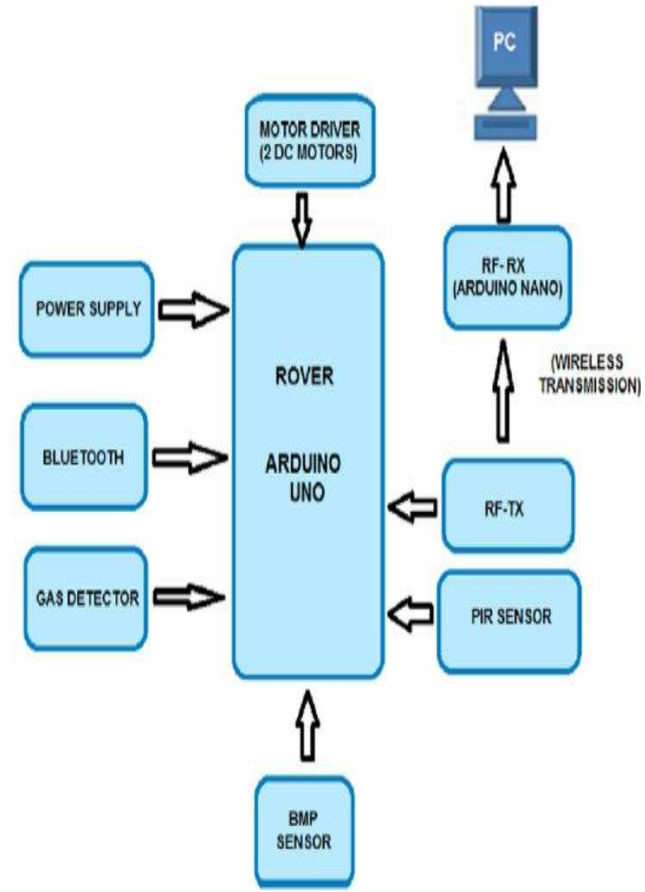 PC
MOTOR DRIVER
(2 DC MOTORS)
RF- RX
(ARDUINO NANO)
POWER SUPPLY
(WIRELESS
TRANSMISSION)
ROVER
ARDUINO
UNO
BLUETOOTH
RF-TX
GAS DETECTOR
PIR SENSOR
BMP
SENSOR